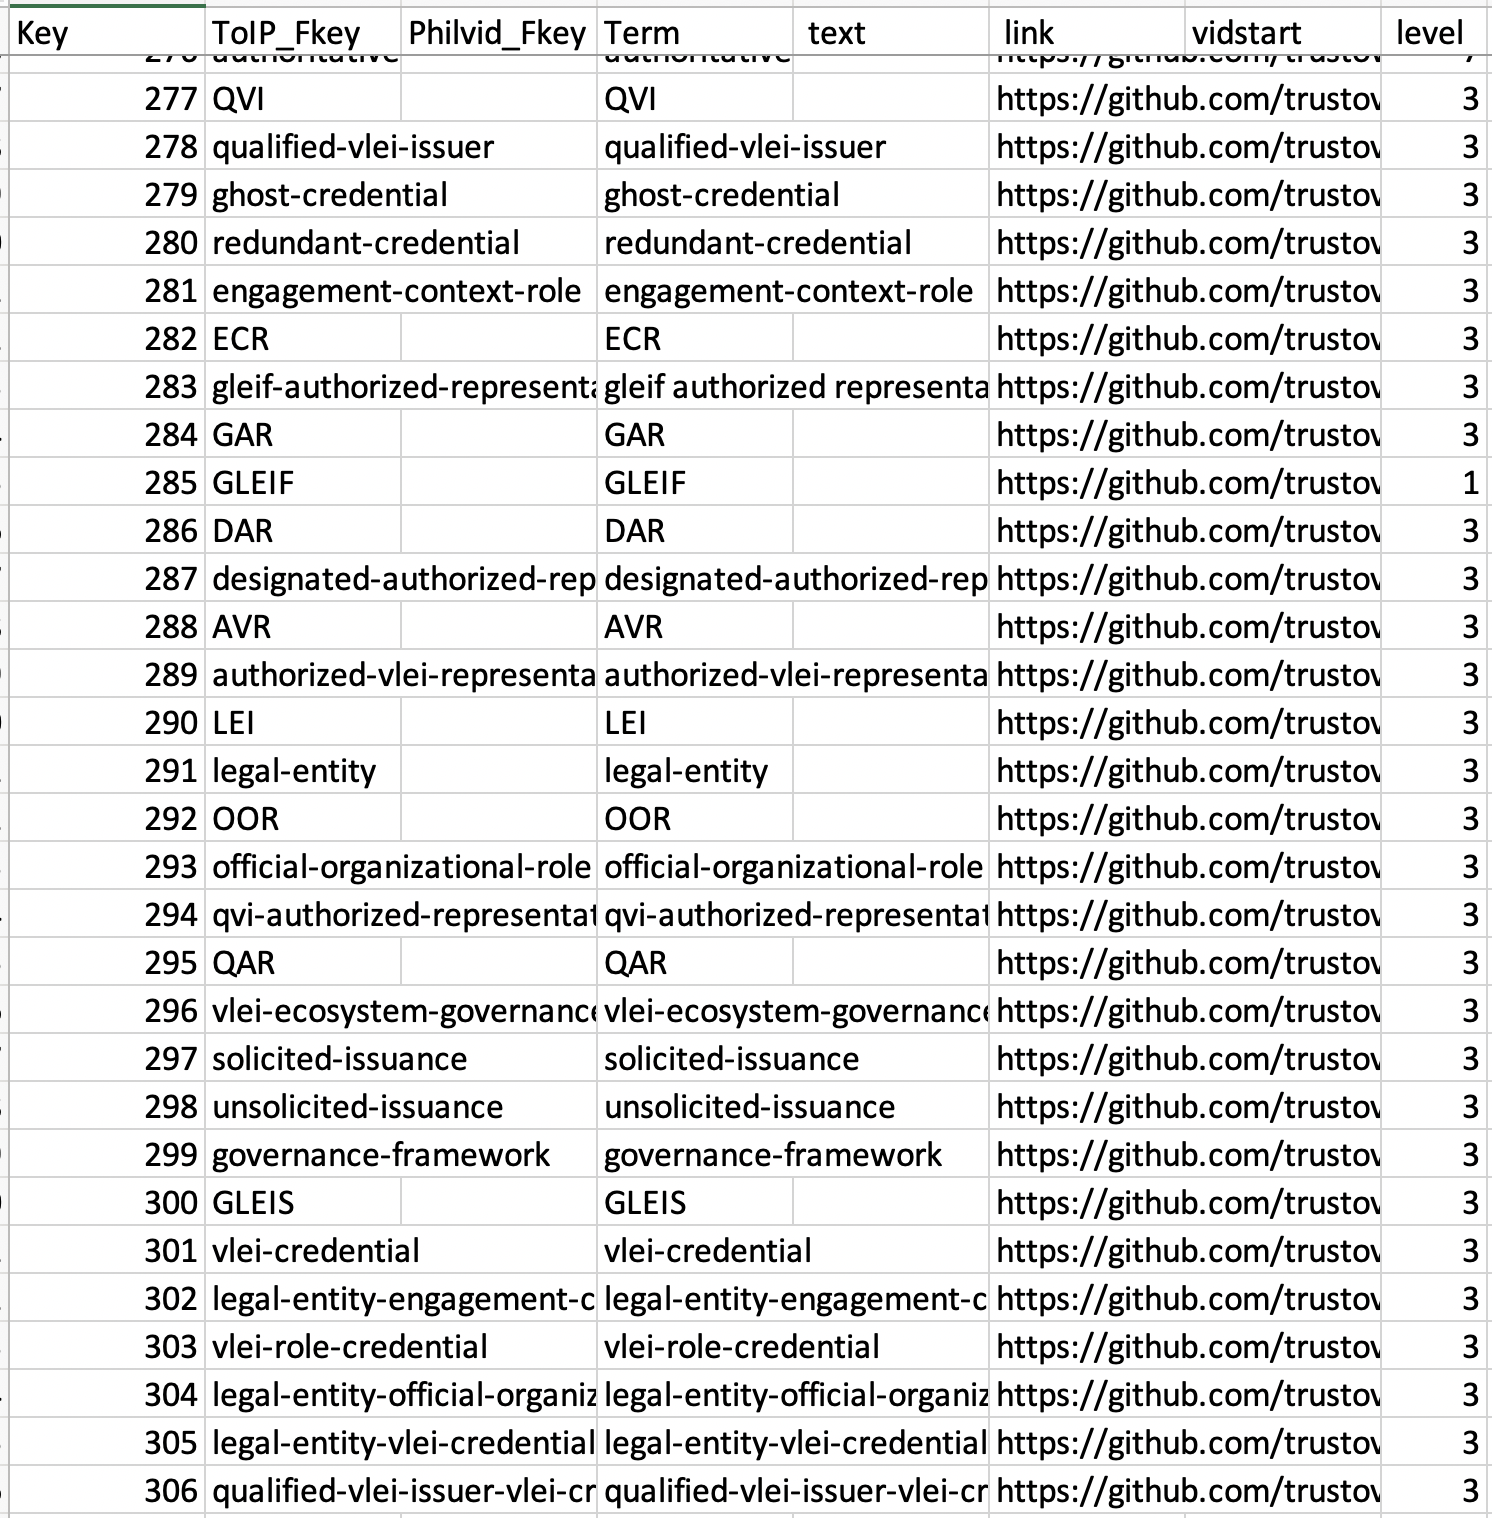 Key ToIP_Fkey Philvid_Fkey Term text link vidstart level
277 QVI QVI https://github.com/trustov 3
278 qualified-vlei-issuer qualified-vlei-issuer https://github.com/trustov 3
279 ghost-credential ghost-credential https://github.com/trustov 3
280 redundant-credential redundant-credential https://github.com/trustov 3
281 engagement-context-role engagement-context-role https://github.com/trustov 3
282 ECR ECR https://github.com/trustov 3
283 gleif-authorized-representa gleif authorized representa https://github.com/trustov 3
284 GAR GAR https://github.com/trustov 3
285 GLEIF GLEIF https://github.com/trustov 1
286 DAR DAR https://github.com/trustov 3
287 designated-authorized-rep designated-authorized-rep https://github.com/trustov 3
288 AVR AVR https://github.com/trustov 3
289 authorized-vlei-representa authorized-vlei-representa https://github.com/trustov 3
290 LEI LEI https://github.com/trustov 3
291 legal-entity legal-entity https://github.com/trustov 3
292 OOR OOR https://github.com/trustov 3
293 official-organizational-role official-organizational-role https://github.com/trustov 3
294 qvi-authorized-representat qvi-authorized-representat https://github.com/trustov 3
295 QAR QAR https://github.com/trustov 3
296 vlei-ecosystem-governance vlei-ecosystem-governance https://github.com/trustov 3
297 solicited-issuance solicited-issuance https://github.com/trustov 3
298 unsolicited-issuance unsolicited-issuance https://github.com/trustov 3
299 governance-framework governance-framework https://github.com/trustov 3
300 GLEIS GLEIS https://github.com/trustov 3
301 vlei-credential vlei-credential https://github.com/trustov 3
302 legal-entity-engagement-c legal-entity-engagement-c https://github.com/trustov 3
303 vlei-role-credential vlei-role-credential https://github.com/trustov 3
304 legal-entity-official-organiz legal-entity-official-organiz https://github.com/trustov 3
305 legal-entity-vlei-credential legal-entity-vlei-credential https://github.com/trustov 3
306 qualified-vlei-issuer-vlei-cr qualified-vlei-issuer-vlei-cr https://github.com/trustov 3